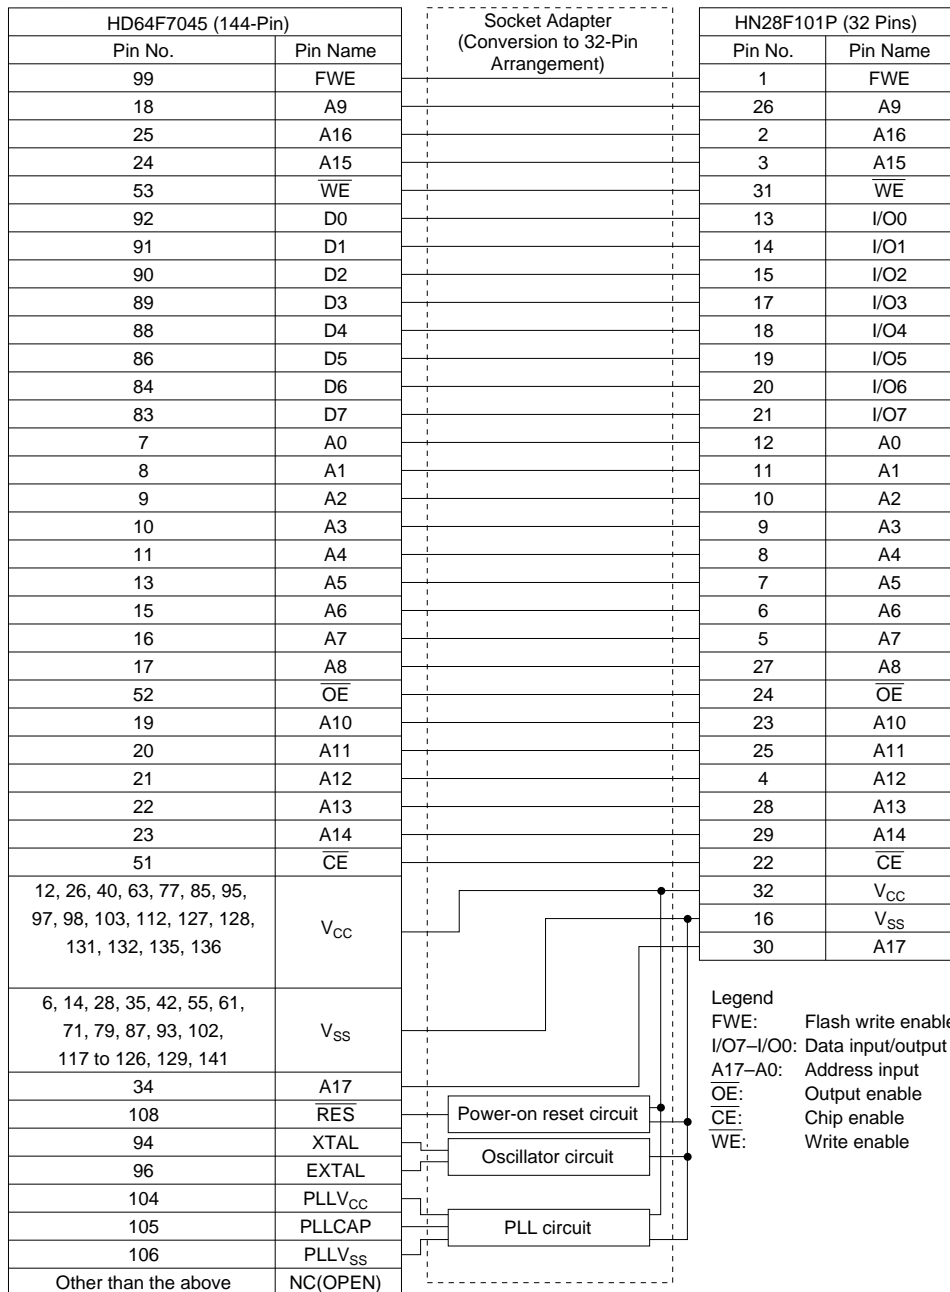 HD64F7045 (144-Pin) Socket Adapter (Conversion to 32-Pin Arrangement) HN28F101P (32 Pins)
Pin No. Pin Name Pin No. Pin Name
99 FWE 1 FWE
18 A9 26 A9
25 A16 2 A16
24 A15 3 A15
53 WE 31 WE
92 D0 13 I/O0
91 D1 14 I/O1
90 D2 15 I/O2
89 D3 17 I/O3
88 D4 18 I/O4
86 D5 19 I/O5
84 D6 20 I/O6
83 D7 21 I/O7
7 A0 12 A0
8 A1 11 A1
9 A2 10 A2
10 A3 9 A3
11 A4 8 A4
13 A5 7 A5
15 A6 6 A6
16 A7 5 A7
17 A8 27 A8
52 OE 24 OE
19 A10 23 A10
20 A11 25 A11
21 A12 4 A12
22 A13 28 A13
23 A14 29 A14
51 CE 22 CE
12, 26, 40, 63, 77, 85, 95, 32 VCC
97, 98, 103, 112, 127, 128, VCC 16 VSS
131, 132, 135, 136 30 A17
6, 14, 28, 35, 42, 55, 61,
71, 79, 87, 93, 102, VSS
117 to 126, 129, 141
34 A17
108 RES Power-on reset circuit
94 XTAL Oscillator circuit
96 EXTAL
104 PLLVCC
105 PLLCAP PLL circuit
106 PLLVSS
Other than the above NC(OPEN)
Legend
FWE: Flash write enable
I/O7–I/O0: Data input/output
A17–A0: Address input
OE: Output enable
CE: Chip enable
WE: Write enable